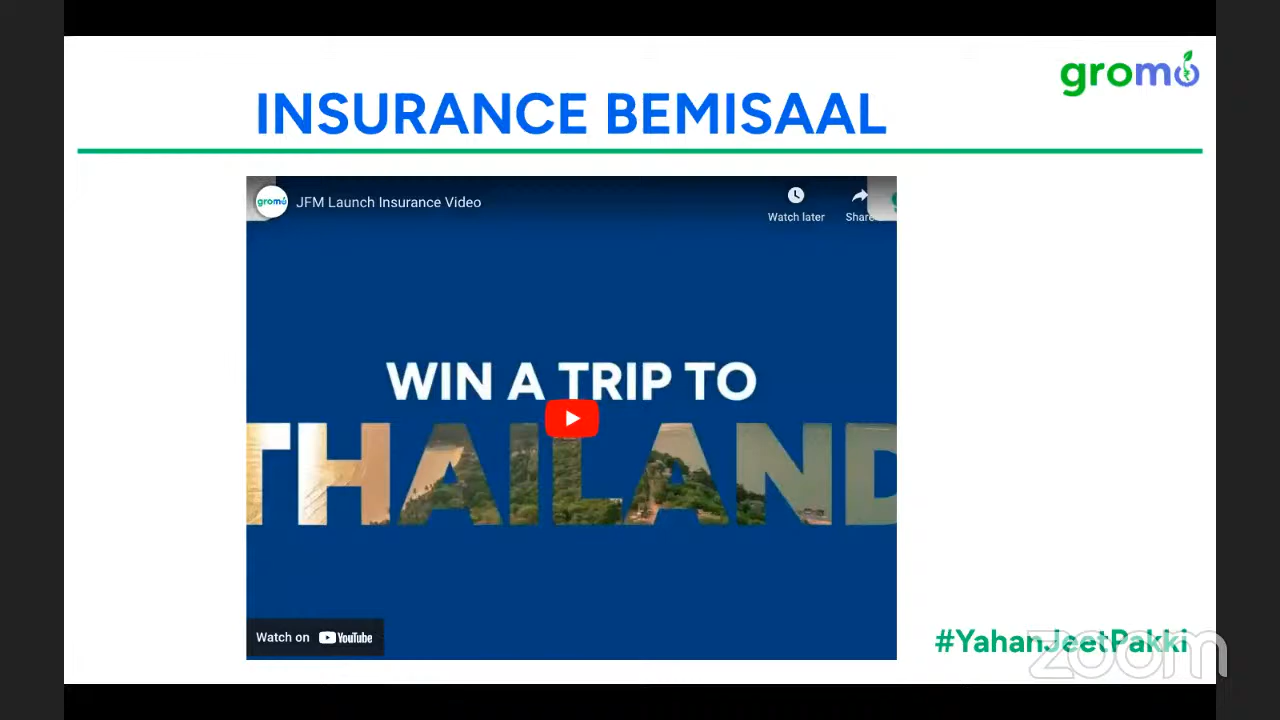 gromo
INSURANCE BEMISAAL
gromo
JFM Launch Insurance Video
Watch later
Share
WIN A TRIP TO
THAILAND
Watch on YouTube
#YahanJeetPakki
zoom